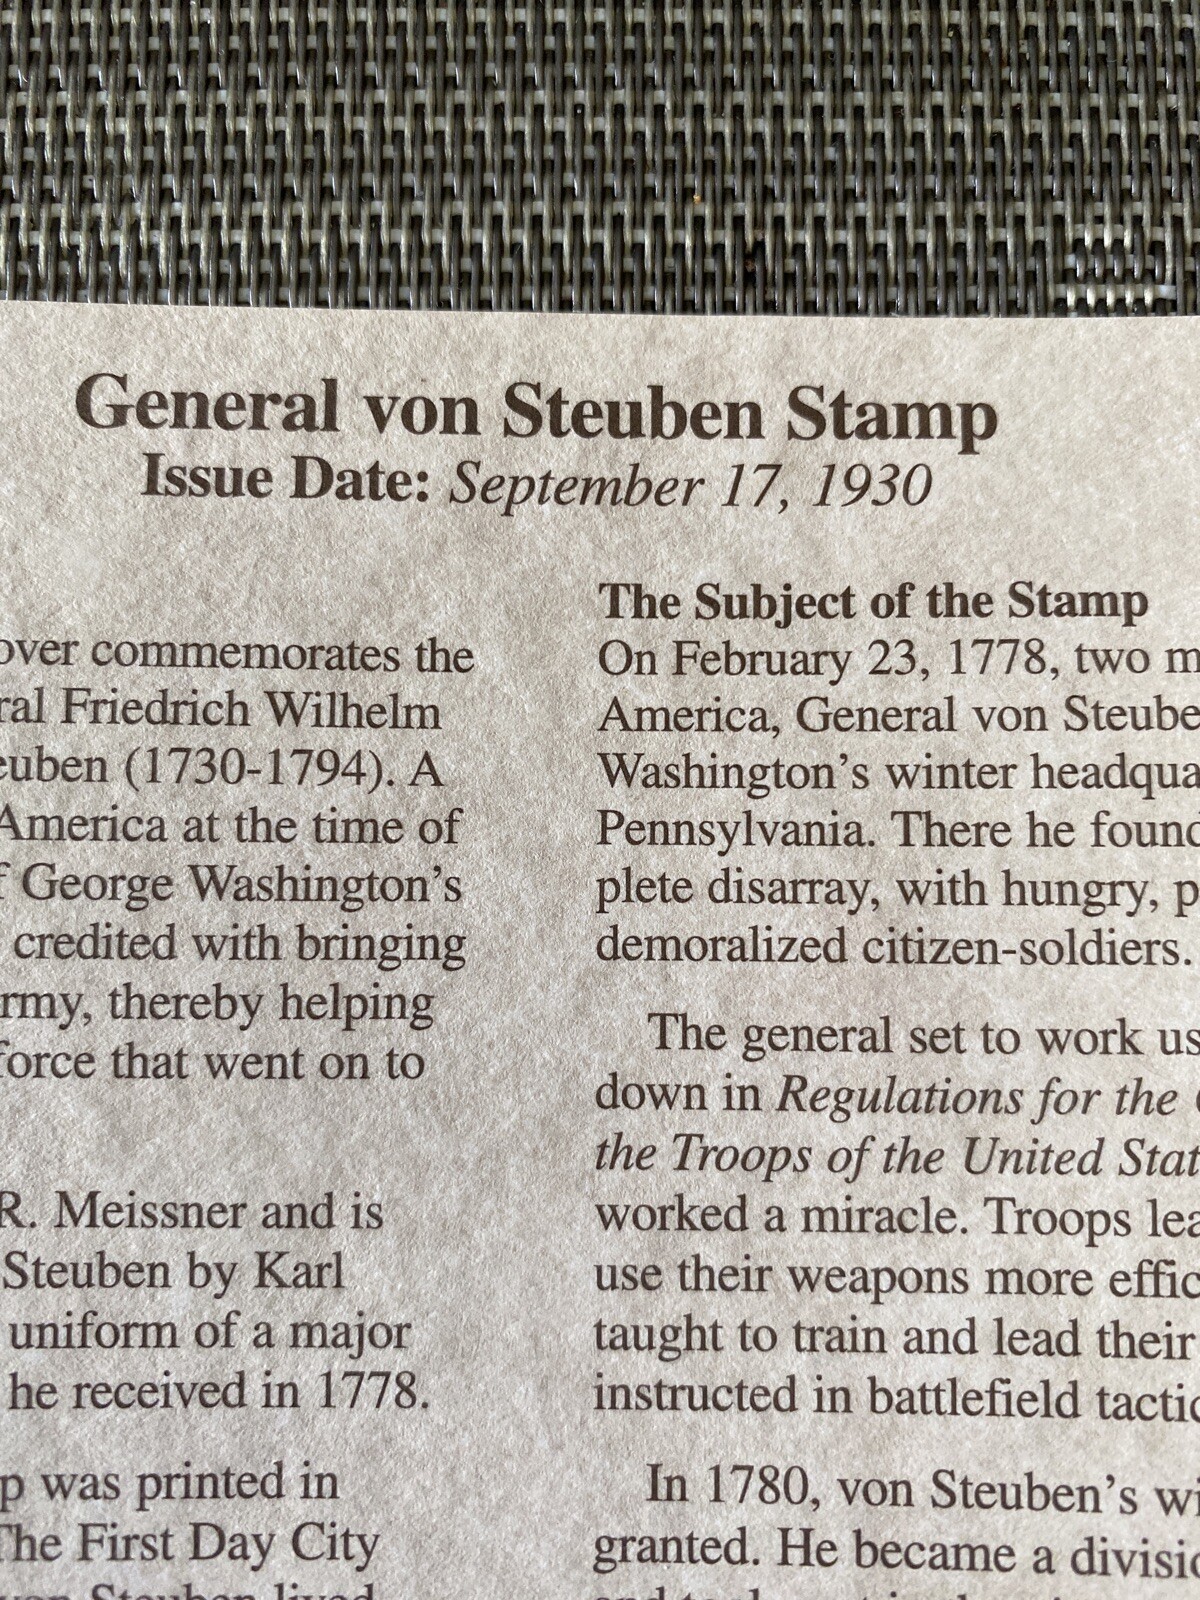 General von Steuben Stamp
Issue Date: September 17, 1930
over commemorates the
ral Friedrich Wilhelm
euben (1730-1794). A
America at the time of
f George Washington's
credited with bringing
rmy, thereby helping
force that went on to
R. Meissner and is
Steuben by Karl
uniform of a major
he received in 1778.
p was printed in
The First Day City
von Steuben lived
The Subject of the Stamp
On February 23, 1778, two m
America, General von Steube
Washington's winter headqua
Pennsylvania. There he found
plete disarray, with hungry, p
demoralized citizen-soldiers.
The general set to work us
down in Regulations for the
the Troops of the United Stat
worked a miracle. Troops lea
use their weapons more effic
taught to train and lead their
instructed in battlefield tactic
In 1780, von Steuben's wi
granted. He became a divisio